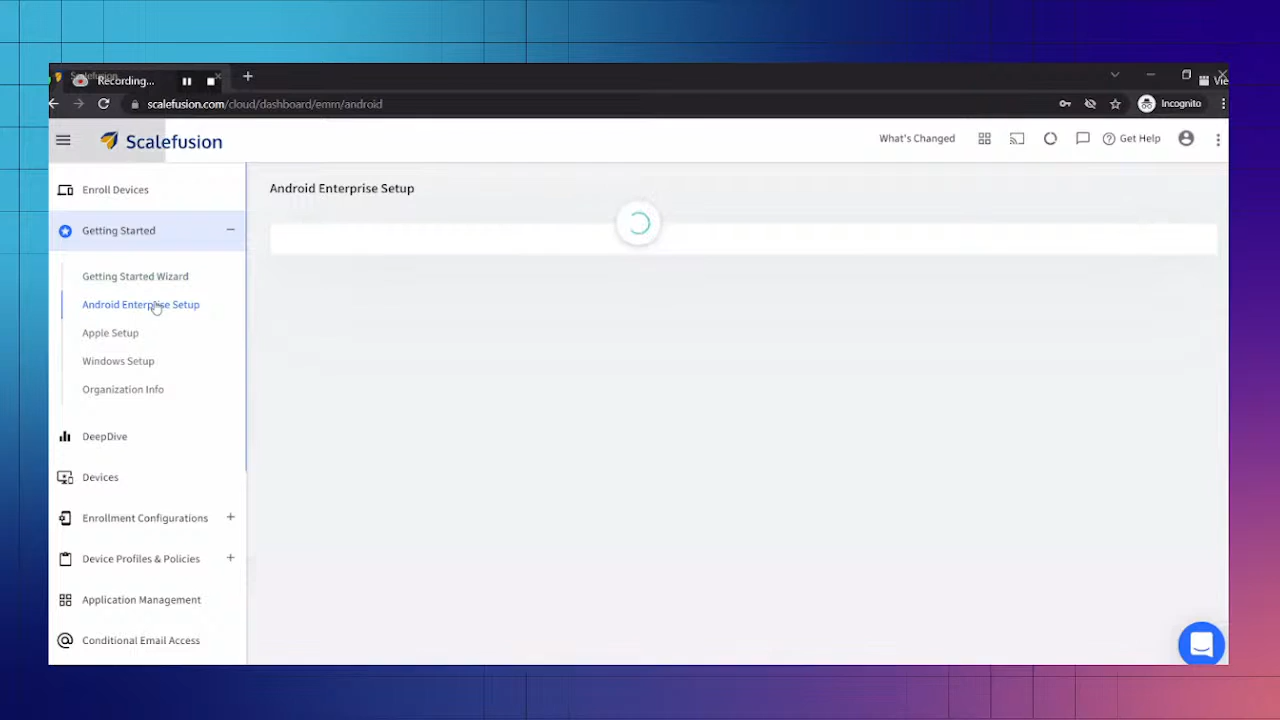 Scalefusion
Recording...
scalefusion.com/cloud/dashboard/emm/android
Incognito
Scalefusion
What's Changed
Get Help
Enroll Devices
Android Enterprise Setup
Getting Started
Getting Started Wizard
Android Enterprise Setup
Apple Setup
Windows Setup
Organization Info
DeepDive
Devices
Enrollment Configurations
Device Profiles & Policies
Application Management
Conditional Email Access